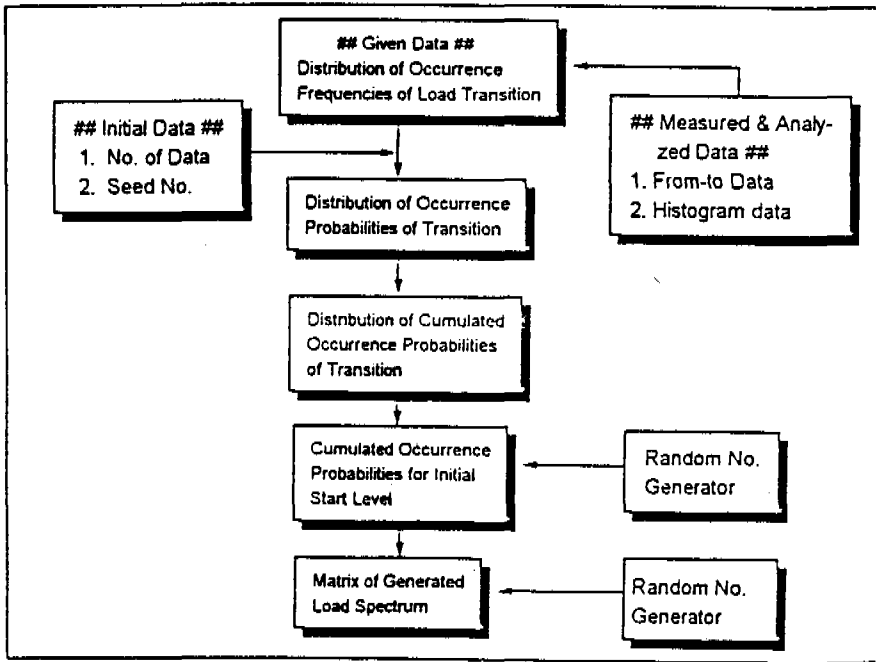 ## Given Data ##
Distribution of Occurrence
Frequencies of Load Transition
## Initial Data ##
1. No. of Data
2. Seed No.
## Measured & Analy-
zed Data ##
1. From-to Data
2. Histogram data
Distribution of Occurrence
Probabilities of Transition
Distribution of Cumulated
Occurrence Probabilities
of Transition
Cumulated Occurrence
Probabilities for Initial
Start Level
Random No.
Generator
Matrix of Generated
Load Spectrum
Random No.
Generator